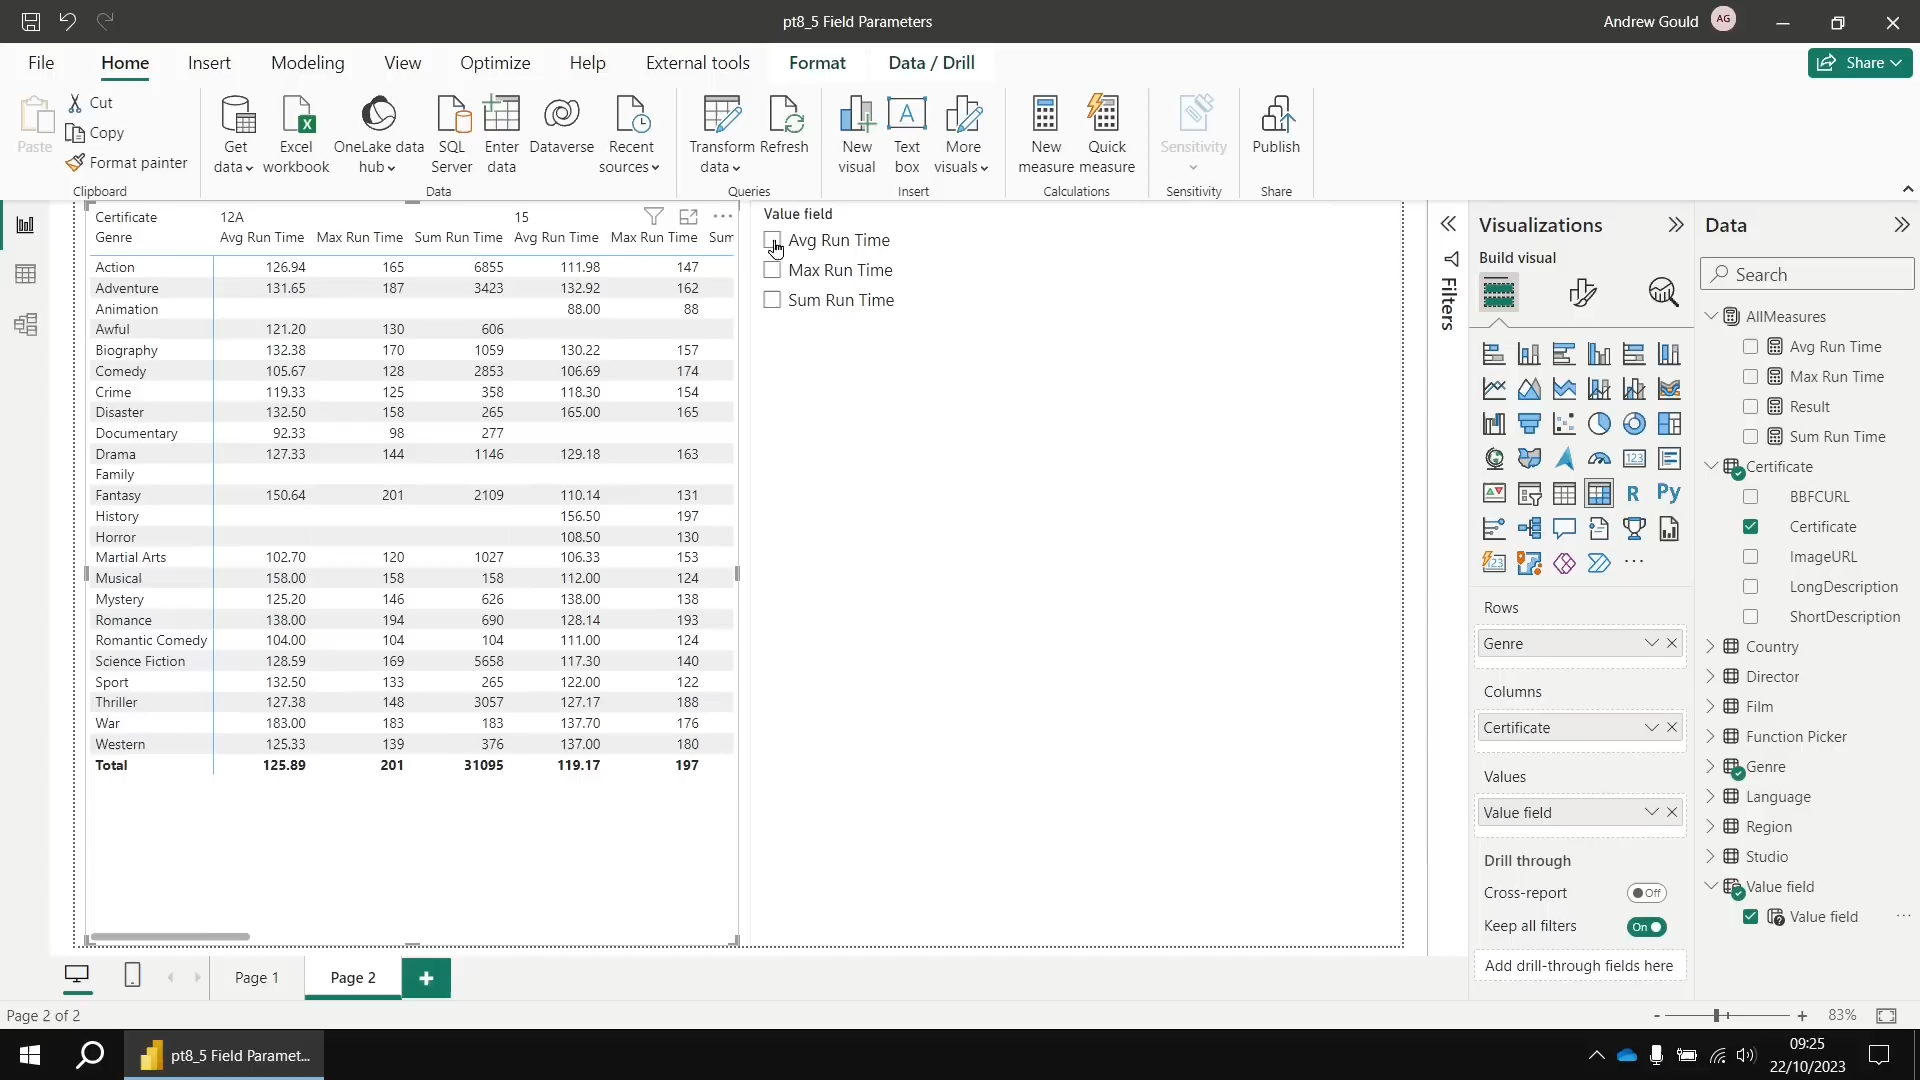 pt8_5 Field Parameters
Andrew Gould
AG
File
Home
Insert
Modeling
View
Optimize
Help
External tools
Format
Data / Drill
Share
Paste
Cut
Copy
Format painter
Clipboard
Get data
Excel workbook
OneLake data hub
SQL Server
Enter data
Dataverse
Recent sources
Data
Transform data
Refresh
Queries
New visual
Text box
More visuals
Insert
New measure
Quick measure
Calculations
Sensitivity
Sensitivity
Publish
Share
Certificate 12A 15
Genre Avg Run Time Max Run Time Sum Run Time Avg Run Time Max Run Time Sum
Action 126.94 165 6855 111.98 147
Adventure 131.65 187 3423 132.92 162
Animation 88.00 88
Awful 121.20 130 606
Biography 132.38 170 1059 130.22 157
Comedy 105.67 128 2853 106.69 174
Crime 119.33 125 358 118.30 154
Disaster 132.50 158 265 165.00 165
Documentary 92.33 98 277
Drama 127.33 144 1146 129.18 163
Family
Fantasy 150.64 201 2109 110.14 131
History 156.50 197
Horror 108.50 130
Martial Arts 102.70 120 1027 106.33 153
Musical 158.00 158 158 112.00 124
Mystery 125.20 146 626 138.00 138
Romance 138.00 194 690 128.14 193
Romantic Comedy 104.00 104 104 111.00 124
Science Fiction 128.59 169 5658 117.30 140
Sport 132.50 133 265 122.00 122
Thriller 127.38 148 3057 127.17 188
War 183.00 183 183 137.70 176
Western 125.33 139 376 137.00 180
Total 125.89 201 31095 119.17 197
Value field
Avg Run Time
Max Run Time
Sum Run Time
Filters
Visualizations
Build visual
R
Py
123
Rows
Genre
Columns
Certificate
Values
Value field
Drill through
Cross-report
Off
Keep all filters
On
Add drill-through fields here
Data
Search
AllMeasures
Avg Run Time
Max Run Time
Result
Sum Run Time
Certificate
BBFCURL
Certificate
ImageURL
LongDescription
ShortDescription
Country
Director
Film
Function Picker
Genre
Language
Region
Studio
Value field
Value field
Page 1
Page 2
Page 2 of 2
- + 83%
pt8_5 Field Paramet...
09:25
22/10/2023